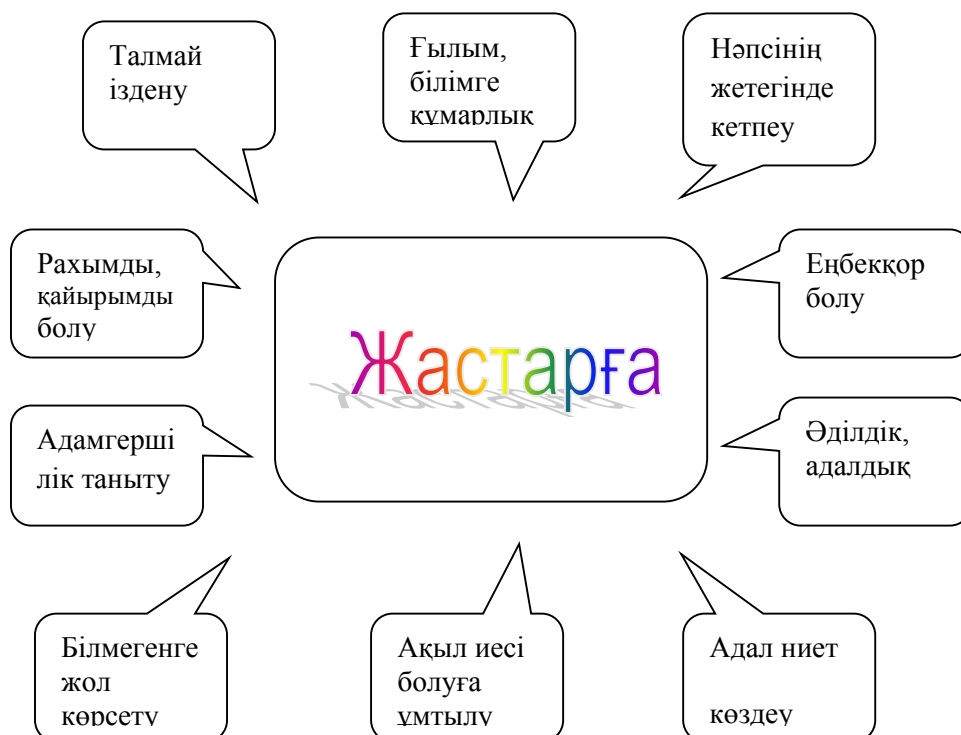 Талмай
іздену
Ғылым,
білімге
құмарлық
Нәпсінің
жетегінде
кетпеу
Рахымды,
қайырымды
болу
Еңбекқор
болу
Жастарға
Адамгерші
лік таныту
Әділдік,
адалдық
Білмегенге
жол
көрсету
Ақыл иесі
болуға
ұмтылу
Адал ниет
көздеу